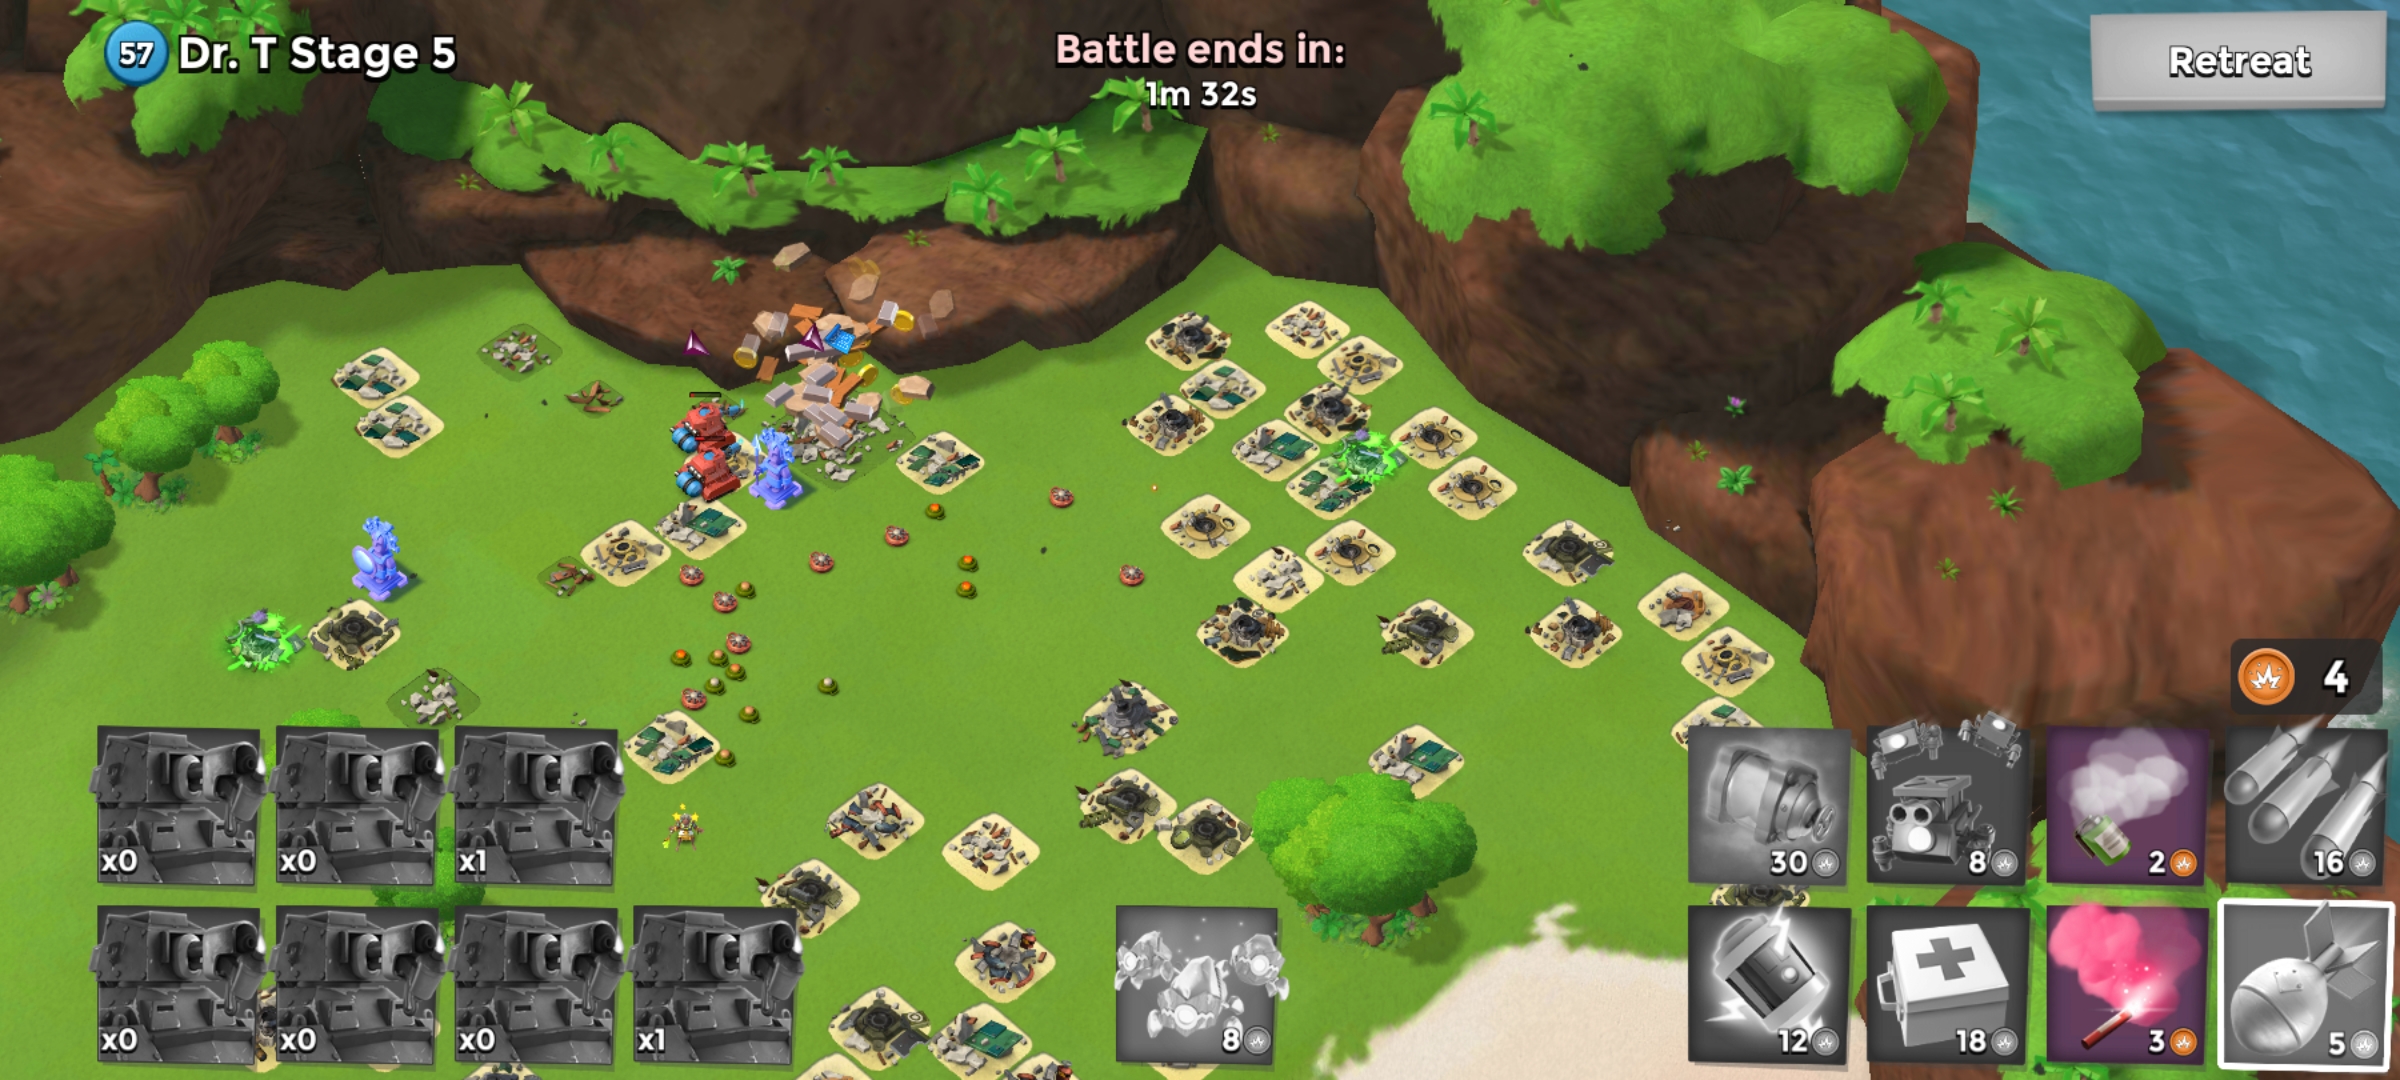 57 Dr. T Stage 5
Battle ends in:
1m 32s
Retreat
4
x0
x0
x1
30
8
2
16
x0
x0
x0
x1
8
12
18
3
5